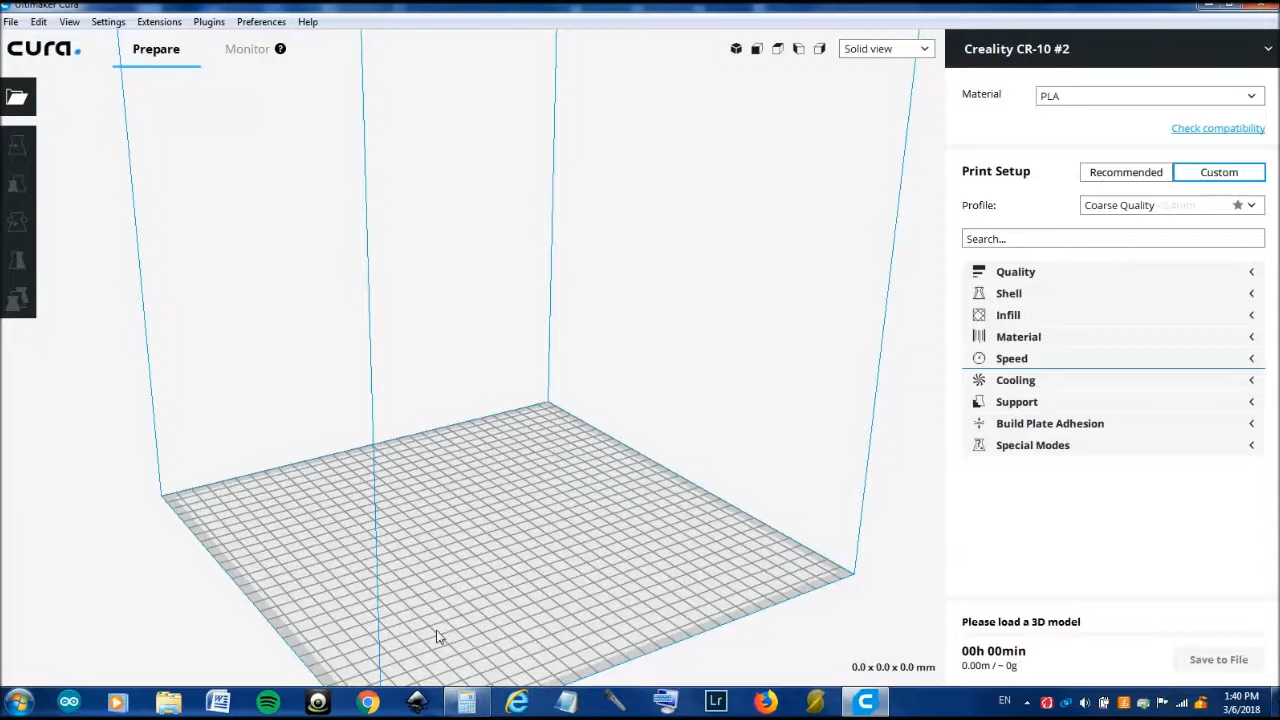 Ultimaker Cura
File Edit View Settings Extensions Plugins Preferences Help
cura. Prepare Monitor ? Solid view Creality CR-10 #2
Material PLA
Check compatibility
Print Setup Recommended Custom
Profile: Coarse Quality
Search...
Quality
Shell
Infill
Material
Speed
Cooling
Support
Build Plate Adhesion
Special Modes
Please load a 3D model
00h 00min
0.00m / ~ 0g
Save to File
0.0 x 0.0 x 0.0 mm
Lr C EN 1:40 PM
3/6/2018